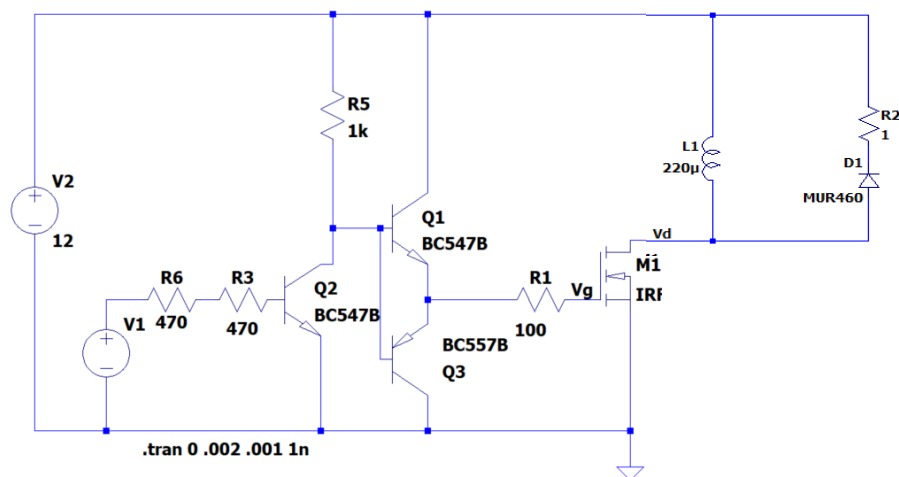 R5
1k
R2
1
L1
220µ
D1
MUR460
V2
12
Q1
BC547B
Vd
M1
R6
470
R3
470
Q2
BC547B
R1
100
Vg
IRF
V1
BC557B
Q3
.tran 0 .002 .001 1n